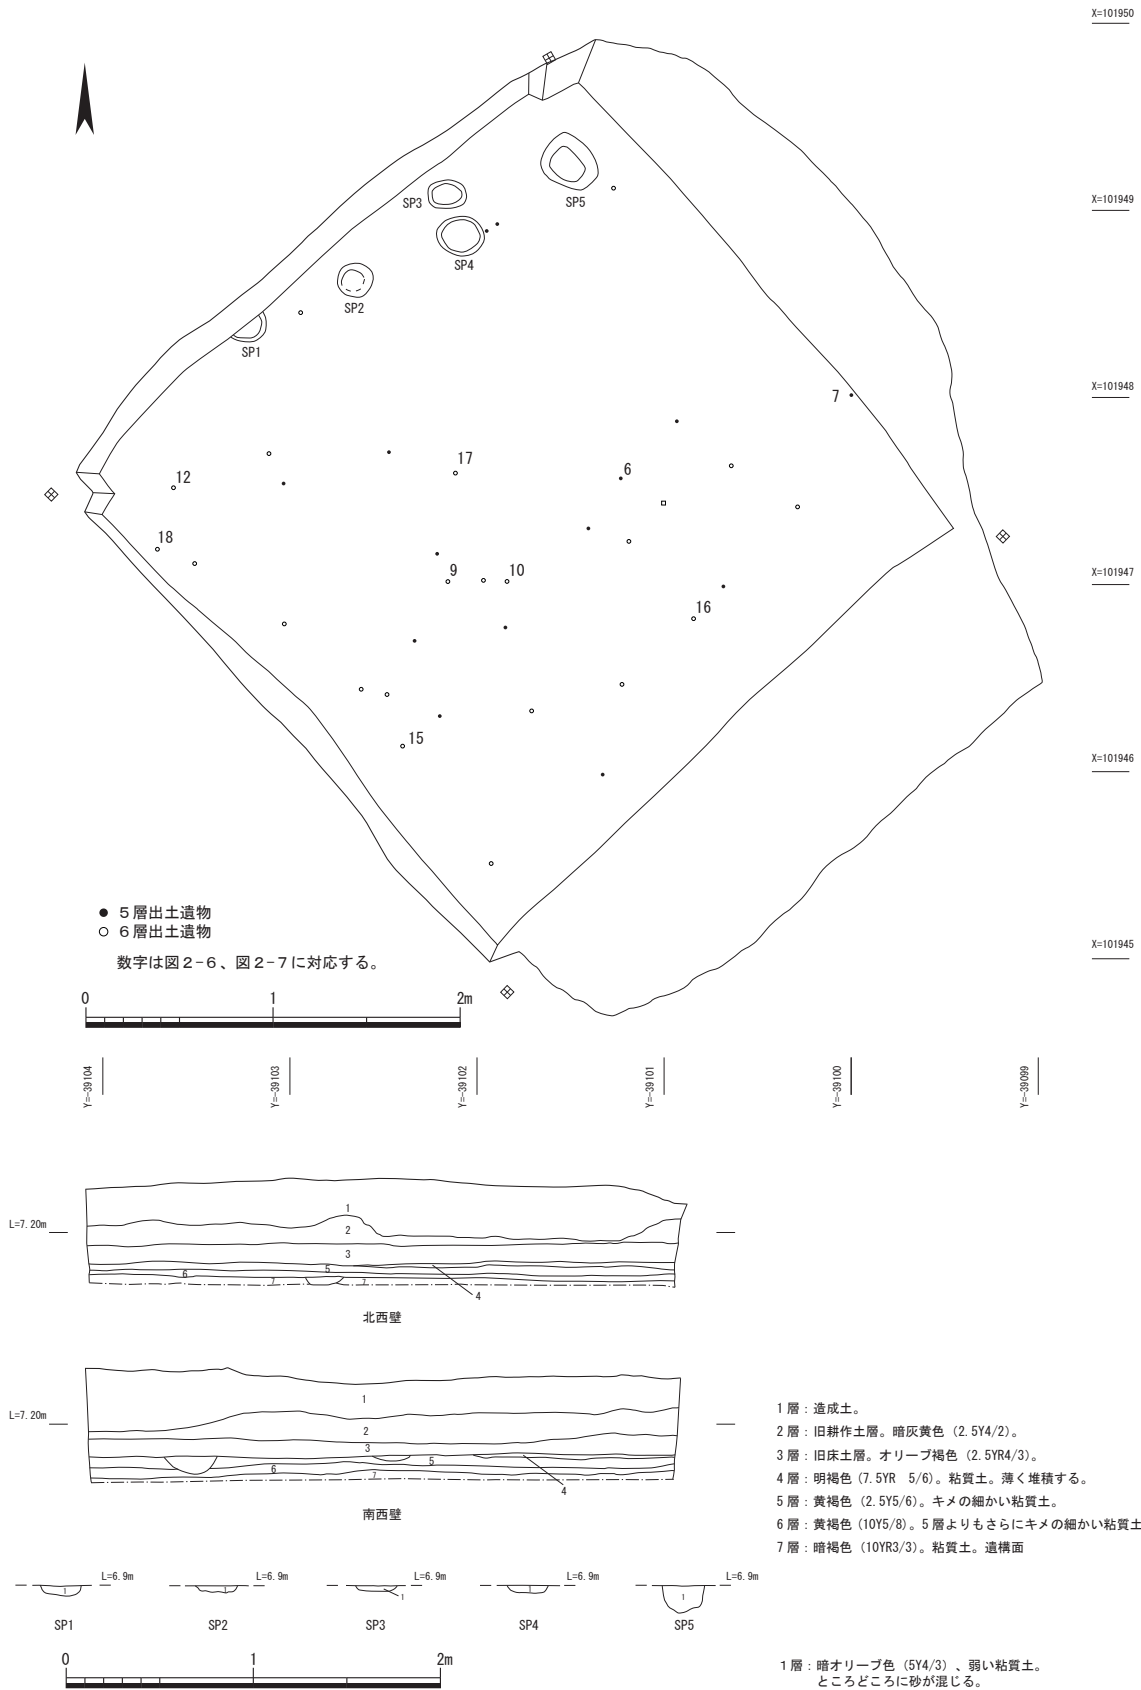 X=101950
X=101949
SP5
SP3
SP4
SP2
SP1
X=101948
7
17
6
12
18
9
10
X=101947
16
15
X=101946
● 5層出土遺物
○ 6層出土遺物
数字は図2-6、図2-7に対応する。
X=101945
0 1 2m
Y=-39104
Y=-39103
Y=-39102
Y=-39101
Y=-39100
Y=-39099
L=7.20m
1
2
3
5
6
7
7
4
北西壁
L=7.20m
1
2
3
5
6
7
4
南西壁
1層：造成土。
2層：旧耕作土層。暗灰黄色（2.5Y4/2）。
3層：旧床土層。オリーブ褐色（2.5YR4/3）。
4層：明褐色（7.5YR 5/6）。粘質土。薄く堆積する。
5層：黄褐色（2.5Y5/6）。キメの細かい粘質土。
6層：黄褐色（10Y5/8）。5層よりもさらにキメの細かい粘質土
7層：暗褐色（10YR3/3）。粘質土。遺構面
L=6.9m L=6.9m L=6.9m L=6.9m L=6.9m
1 1 1 1 1
SP1 SP2 SP3 SP4 SP5
0 1 2m
1層：暗オリーブ色（5Y4/3）、弱い粘質土。
ところどころに砂が混じる。